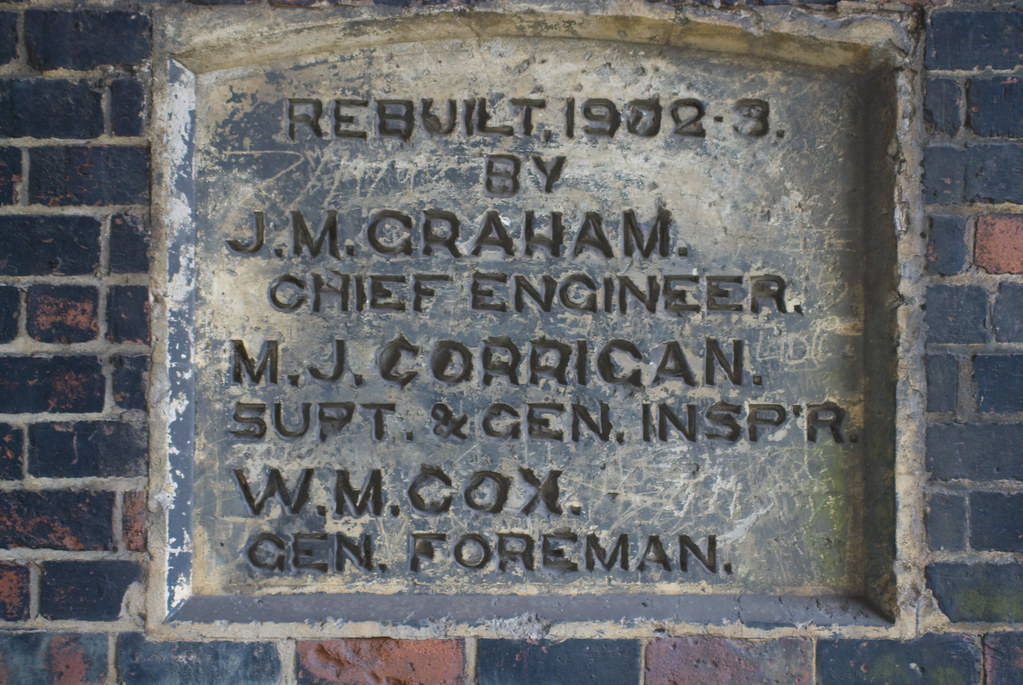 REBUILT. 1902-3.
BY
J.M. GRAHAM.
CHIEF ENGINEER.
M.J. CORRIGAN.
SUPT. & GEN. INSP'R.
W.M. COX.
GEN. FOREMAN.